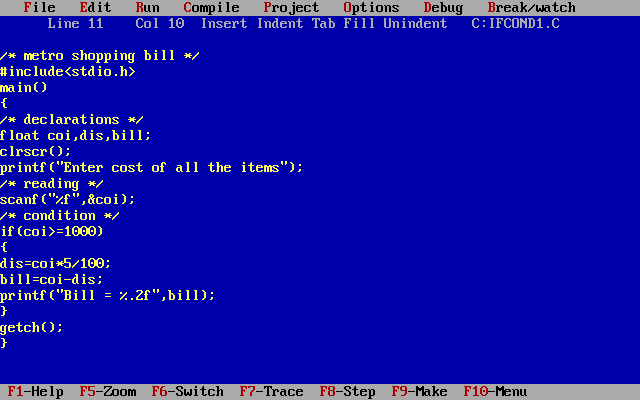 File Edit Run Compile Project Options Debug Break/watch
Line 11 Col 10 Insert Indent Tab Fill Unindent C:IFCOND1.C
/* metro shopping bill */
#include<stdio.h>
main()
{
/* declarations */
float coi,dis,bill;
clrscr();
printf("Enter cost of all the items");
/* reading */
scanf("%f",&coi);
/* condition */
if(coi>=1000)
{
dis=coi*5/100;
bill=coi-dis;
printf("Bill = %.2f",bill);
}
getch();
}
F1-Help F5-Zoom F6-Switch F7-Trace F8-Step F9-Make F10-Menu